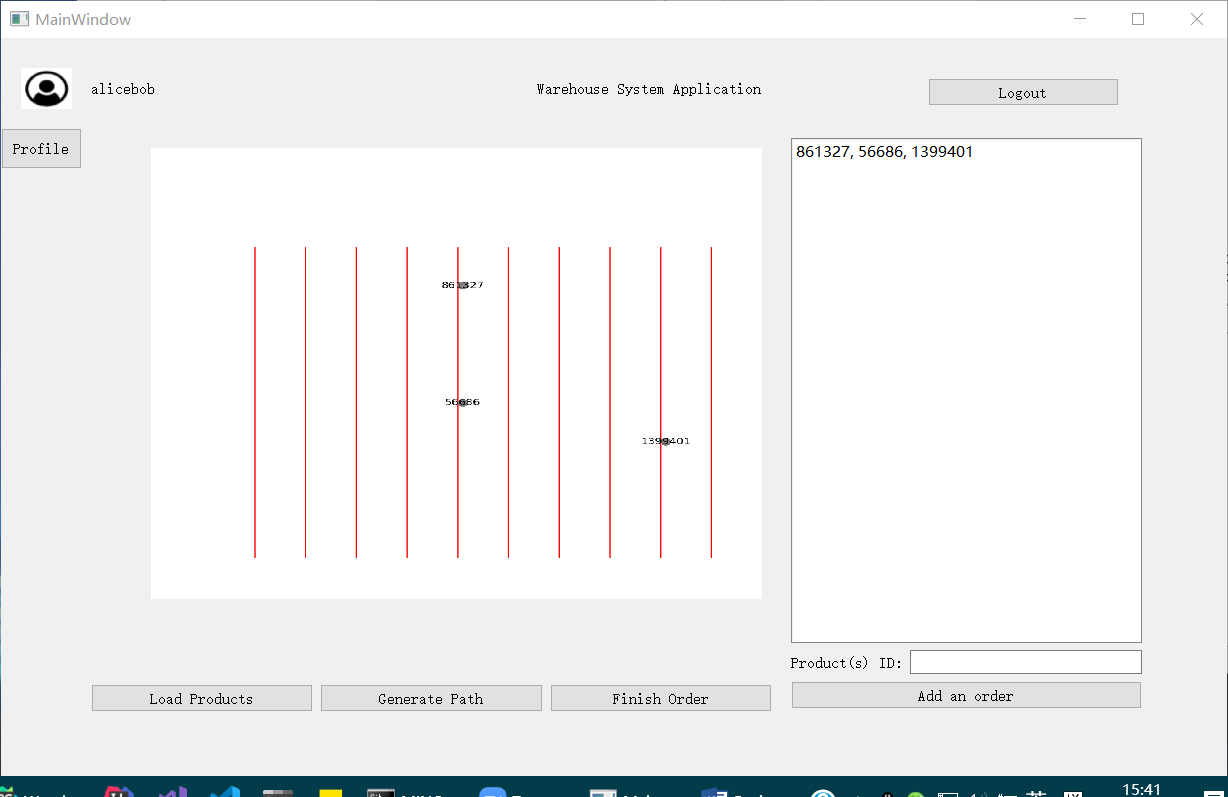 MainWindow
alicebob
Warehouse System Application
Logout
Profile
861327, 56686, 1399401
861327
56686
1399401
Product(s) ID:
Load Products
Generate Path
Finish Order
Add an order
15:41